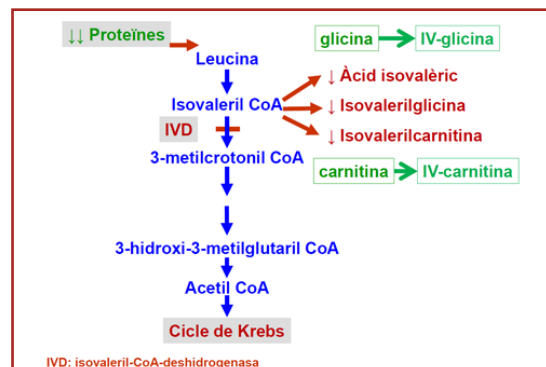 ↓↓ Proteïnes
glicina
IV-glicina
Leucina
Isovaleril CoA
↓ Àcid isovalèric
↓ Isovalerilglicina
↓ Isovalerilcarnitina
IVD
3-metilcrotonil CoA
carnitina
IV-carnitina
3-hidroxi-3-metilglutaril CoA
Acetil CoA
Cicle de Krebs
IVD: isovaleril-CoA-deshidrogenasa